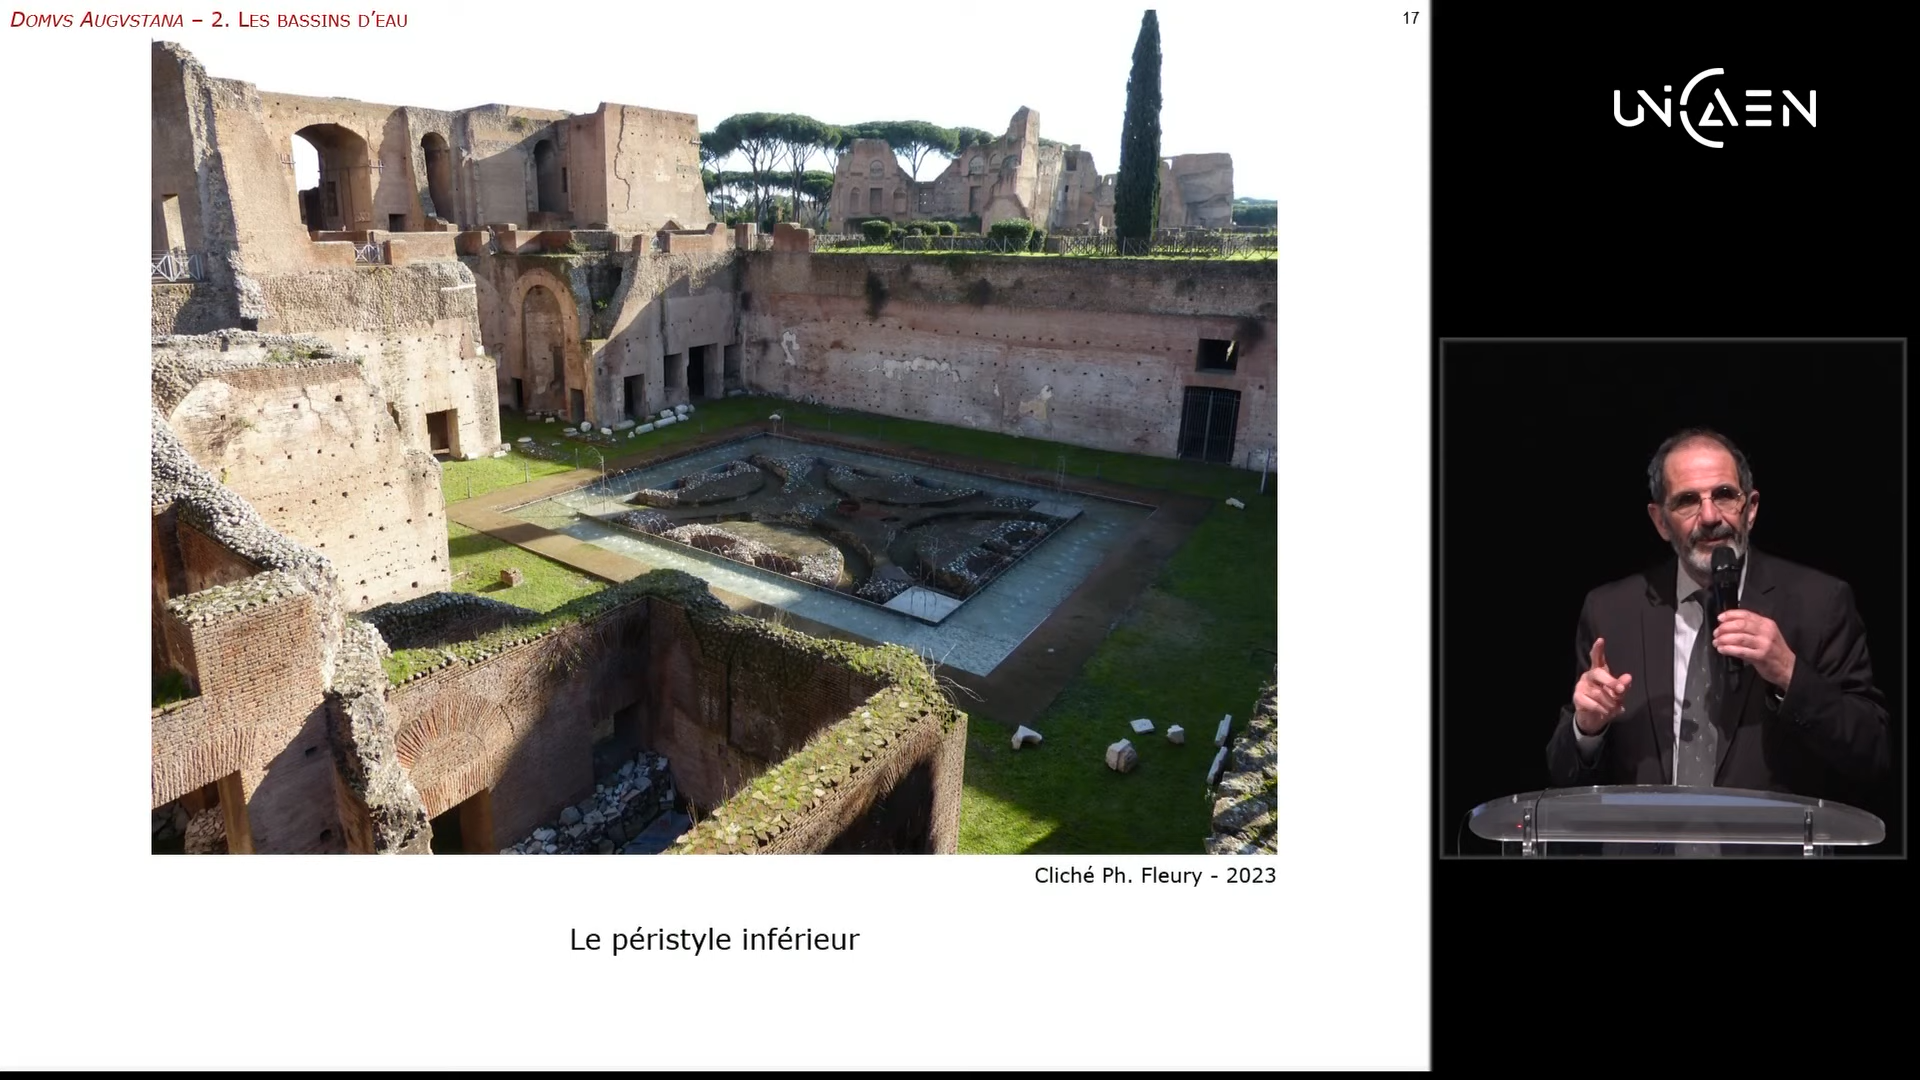 DOMVS AUGVSTANA – 2. LES BASSINS D'EAU
17
UNICAEN
Cliché Ph. Fleury - 2023
Le péristyle inférieur